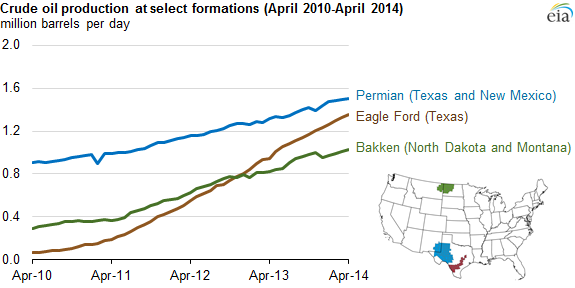 Crude oil production at select formations (April 2010-April 2014)
million barrels per day
eia
2.0
1.6
1.2
0.8
0.4
0.0
Apr-10
Apr-11
Apr-12
Apr-13
Apr-14
Permian (Texas and New Mexico)
Eagle Ford (Texas)
Bakken (North Dakota and Montana)